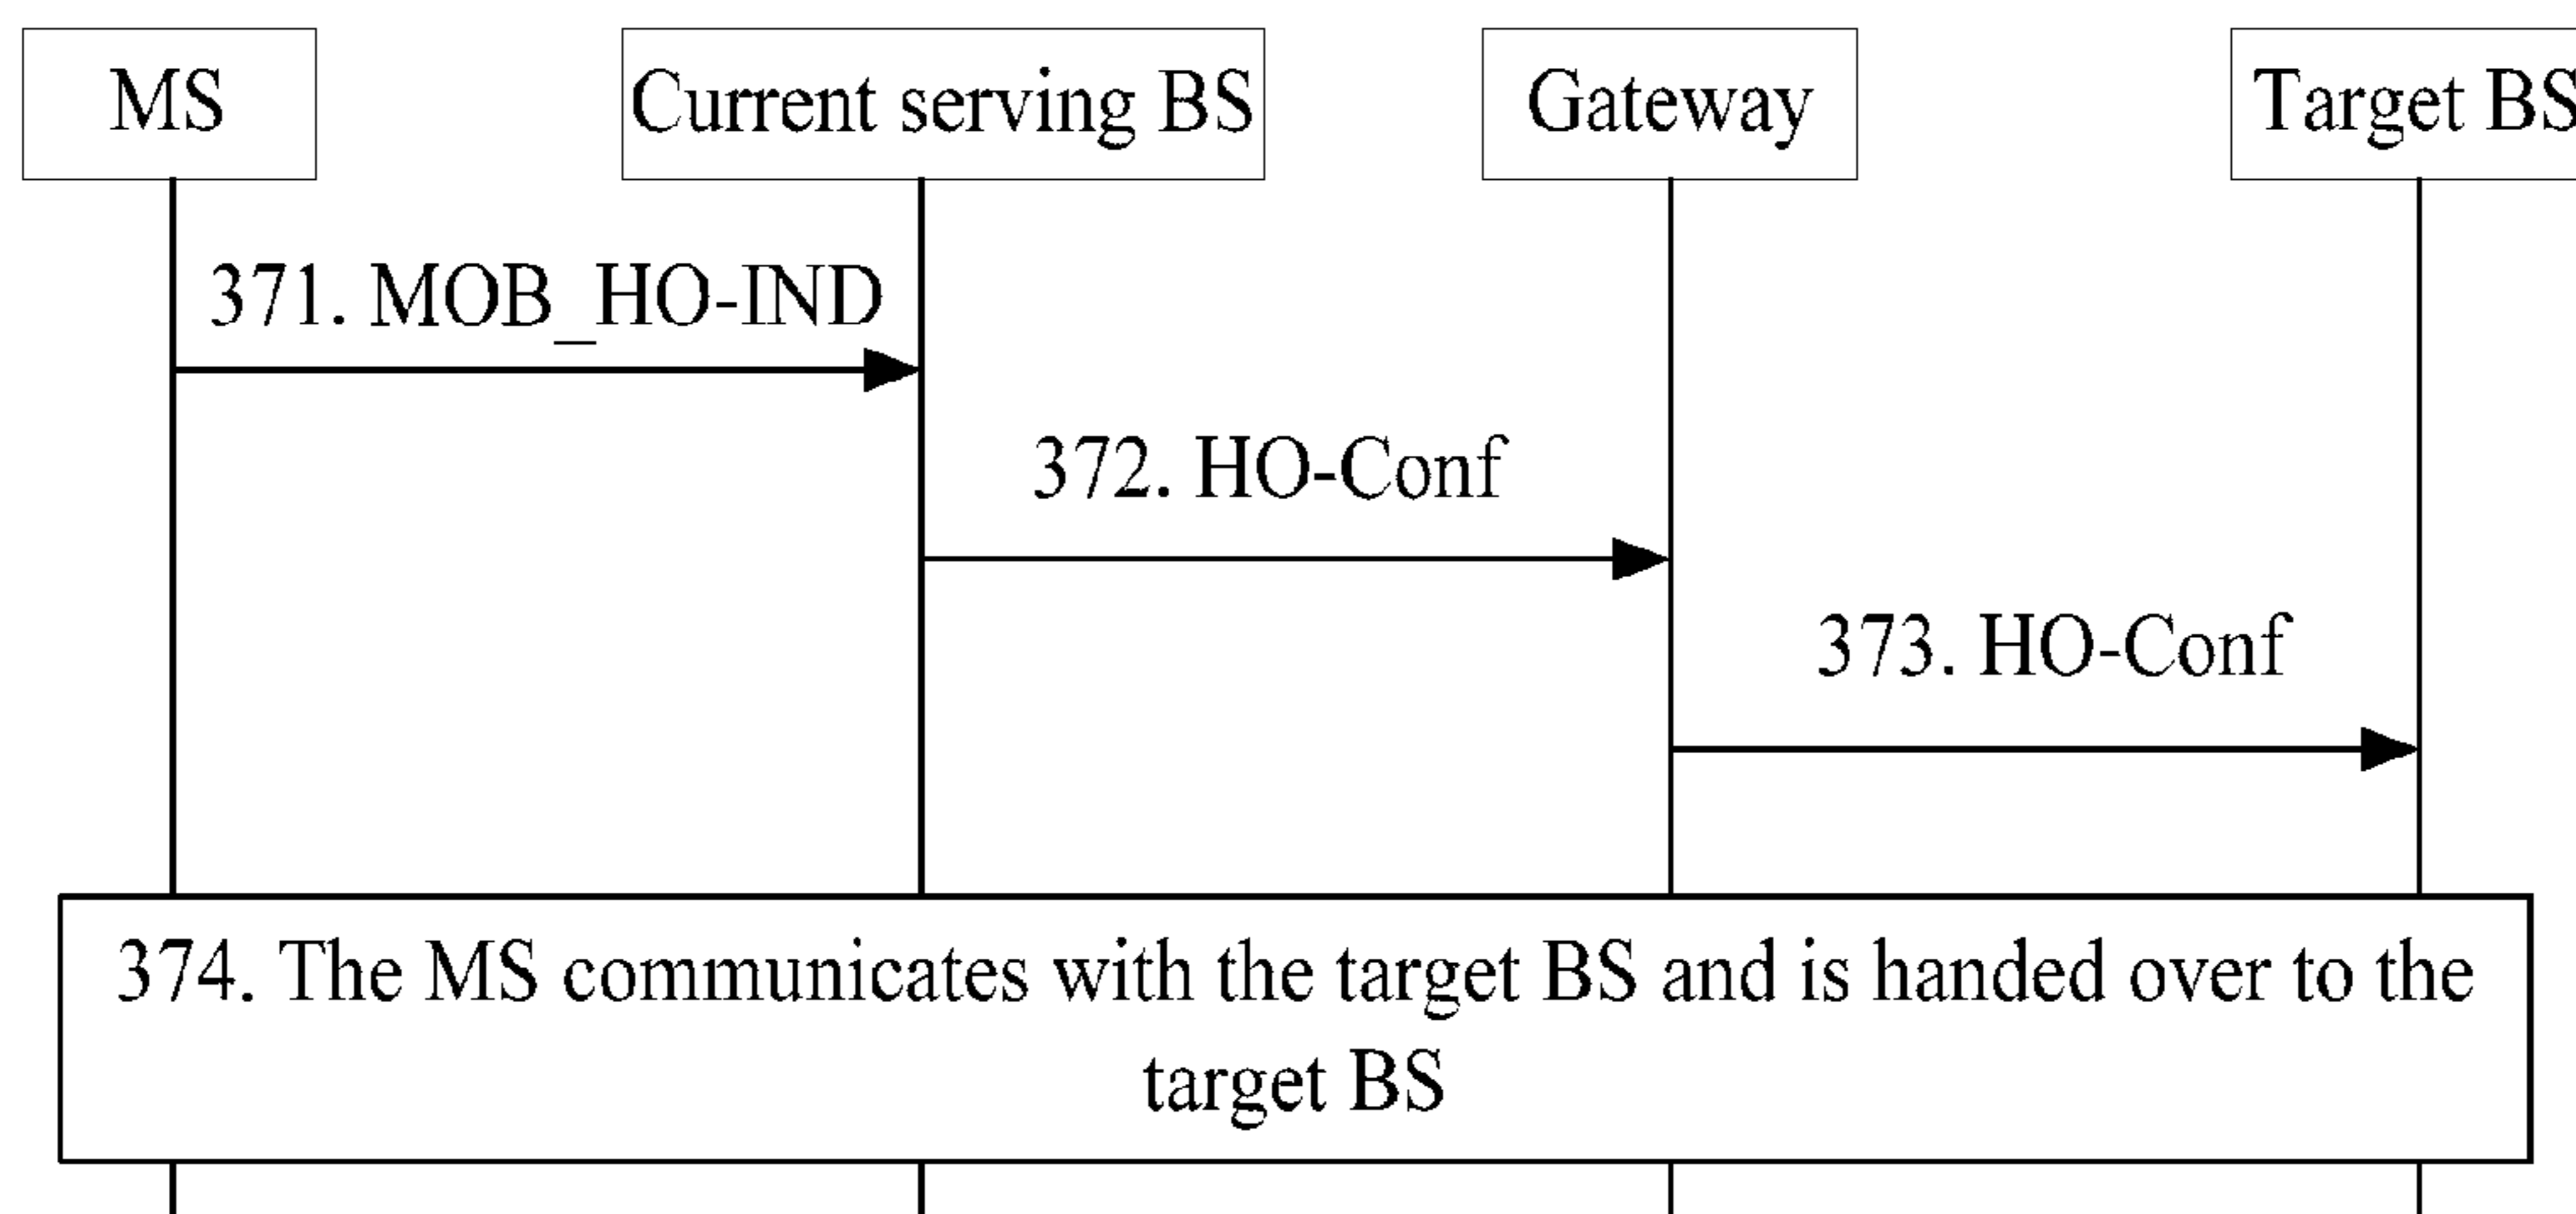 MS
Current serving BS
Gateway
Target BS
371. MOB_HO-IND
372. HO-Conf
373. HO-Conf
374. The MS communicates with the target BS and is handed over to the
target BS